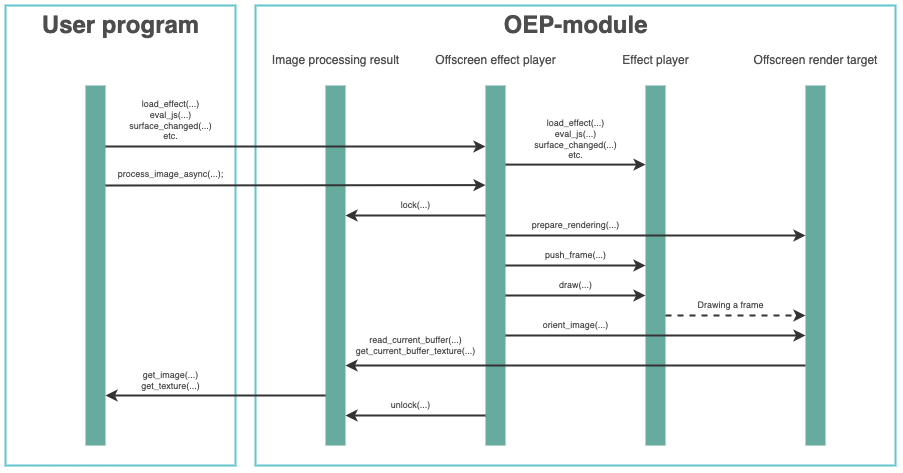 User program
OEP-module
Image processing result
Offscreen effect player
Effect player
Offscreen render target
load_effect(...)
eval_js(...)
surface_changed(...)
etc.
load_effect(...)
eval_js(...)
surface_changed(...)
etc.
process_image_async(...);
lock(...)
prepare_rendering(...)
push_frame(...)
draw(...)
Drawing a frame
orient_image(...)
read_current_buffer(...)
get_current_buffer_texture(...)
get_image(...)
get_texture(...)
unlock(...)